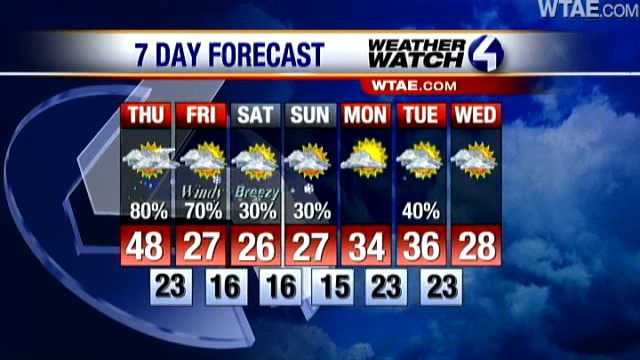 WTAE.COM
7 DAY FORECAST WEATHER WATCH 4
WTAE.COM
THU FRI SAT SUN MON TUE WED
Windy Breezy
80% 70% 30% 30% 40%
48 27 26 27 34 36 28
23 16 16 15 23 23